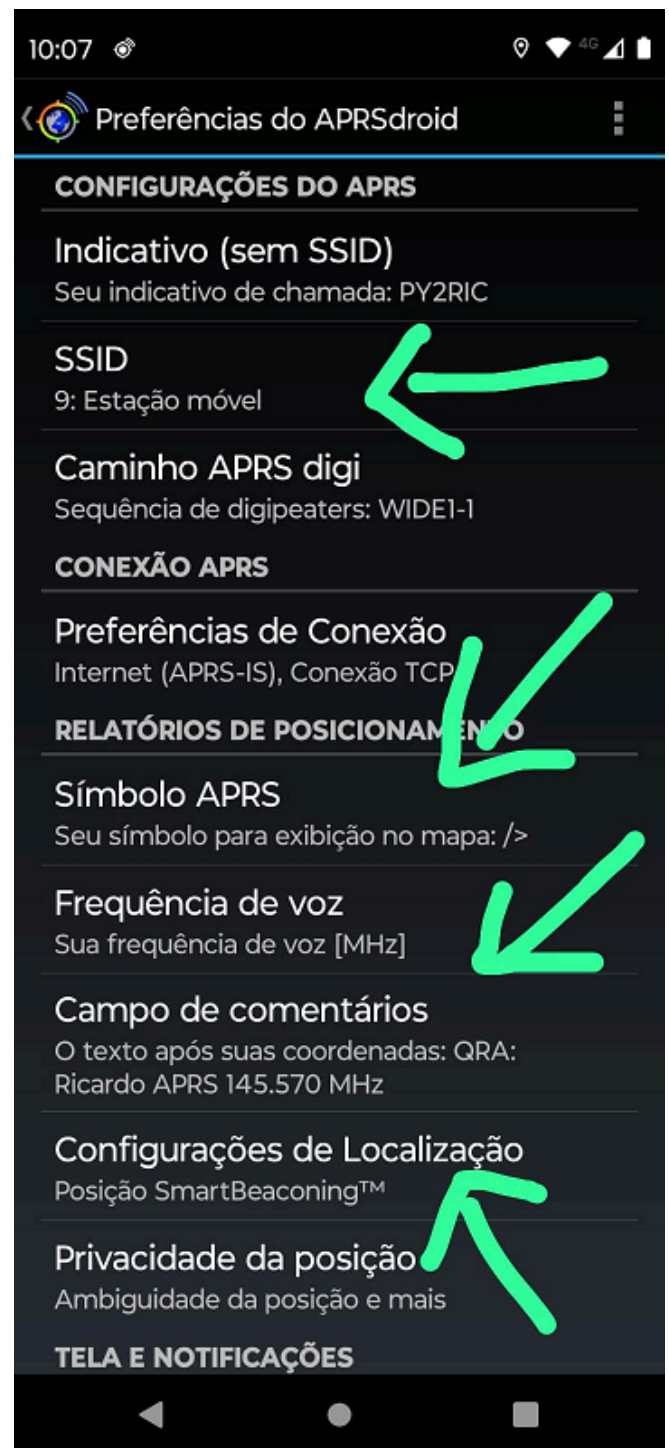 10:07
4G
Preferências do APRSdroid
CONFIGURAÇÕES DO APRS
Indicativo (sem SSID)
Seu indicativo de chamada: PY2RIC
SSID
9: Estação móvel
Caminho APRS digi
Sequência de digipeaters: WIDE1-1
CONEXÃO APRS
Preferências de Conexão
Internet (APRS-IS), Conexão TCP
RELATÓRIOS DE POSICIONAMENTO
Símbolo APRS
Seu símbolo para exibição no mapa: />
Frequência de voz
Sua frequência de voz [MHz]
Campo de comentários
O texto após suas coordenadas: QRA:
Ricardo APRS 145.570 MHz
Configurações de Localização
Posição SmartBeaconing™
Privacidade da posição
Ambiguidade da posição e mais
TELA E NOTIFICAÇÕES